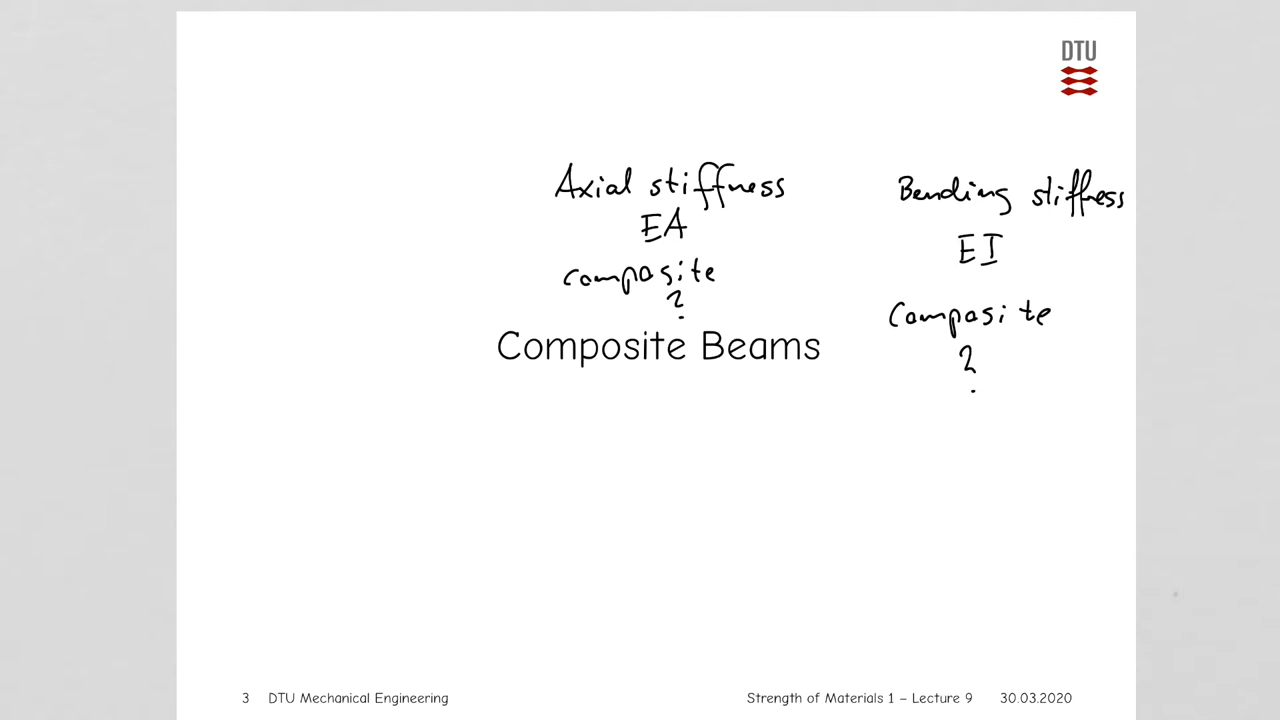 DTU
Axial stiffness
EA
composite
?
Bending stiffness
EI
Composite
?
Composite Beams
3 DTU Mechanical Engineering
Strength of Materials 1 – Lecture 9 30.03.2020